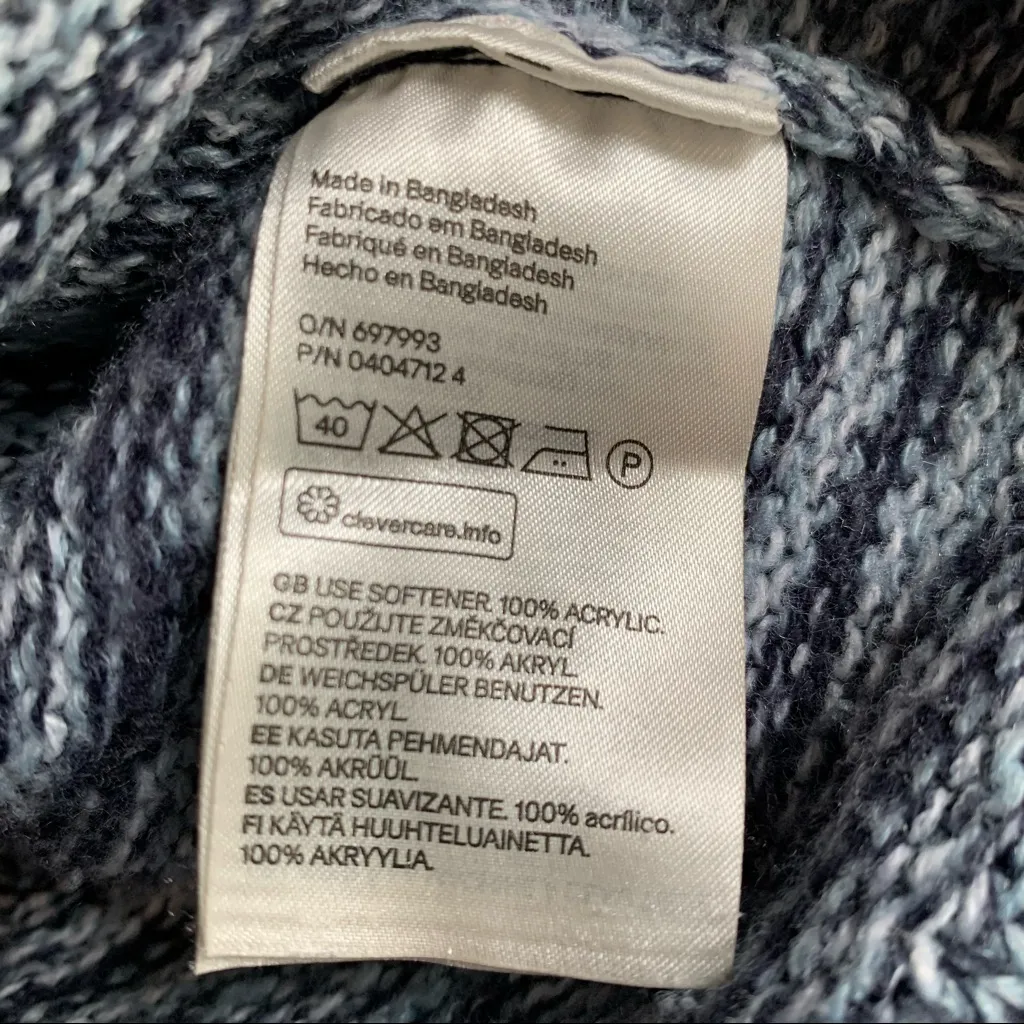 Made in Bangladesh
Fabricado em Bangladesh
Fabriqué en Bangladesh
Hecho en Bangladesh
O/N 697993
P/N 0404712 4
40 P
clevercare.info
GB USE SOFTENER. 100% ACRYLIC.
CZ POUŽIJTE ZMĚKČOVACÍ
PROSTŘEDEK. 100% AKRYL.
DE WEICHSPÜLER BENUTZEN.
100% ACRYL.
EE KASUTA PEHMENDAJAT.
100% AKRÜÜL.
ES USAR SUAVIZANTE. 100% acrílico.
FI KÄYTÄ HUUHTELUAINETTA.
100% AKRYYLIA.